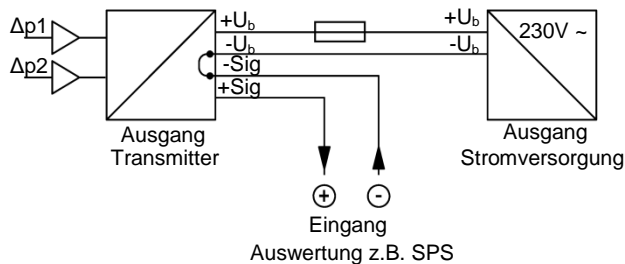 Δp1
Δp2
+Ub
-Ub
-Sig
+Sig
+Ub
-Ub
230V ~
Ausgang
Transmitter
Ausgang
Stromversorgung
+
-
Eingang
Auswertung z.B. SPS